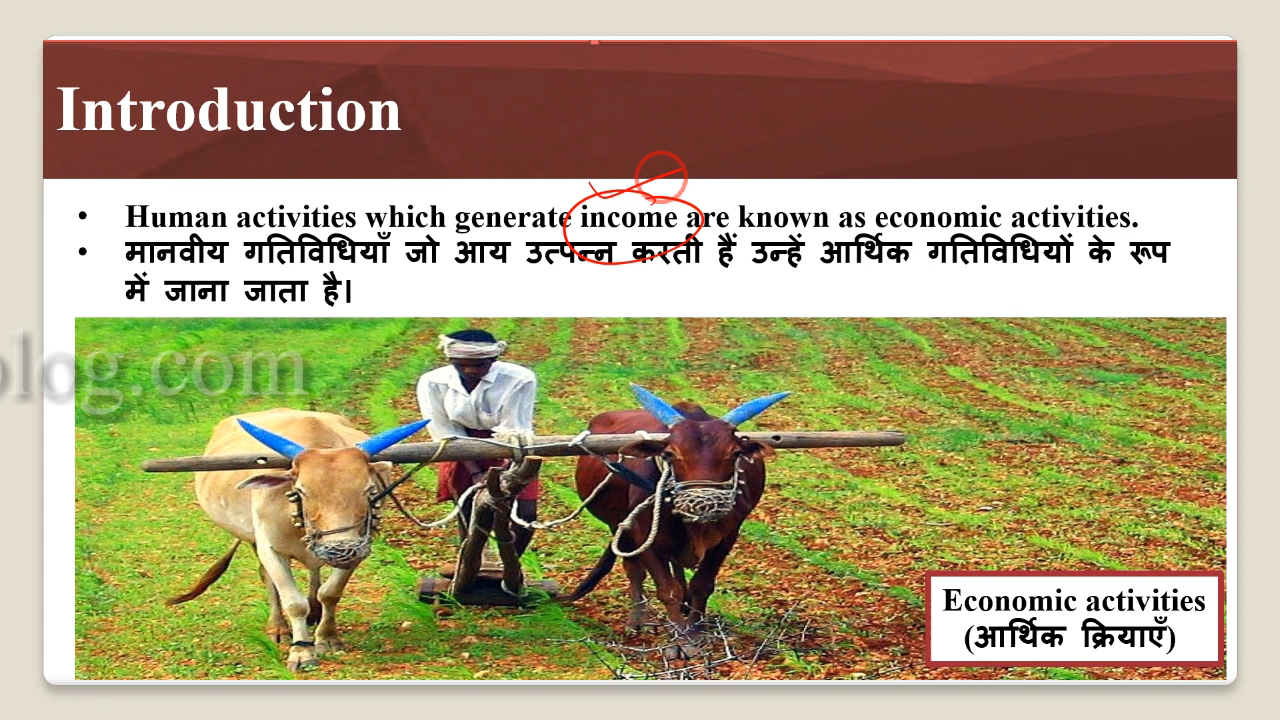 Introduction
• Human activities which generate income are known as economic activities.
• मानवीय गतिविधियाँ जो आय उत्पन्न करती हैं उन्हें आर्थिक गतिविधियों के रूप
में जाना जाता है।
olog.com
Economic activities
(आर्थिक क्रियाएँ)